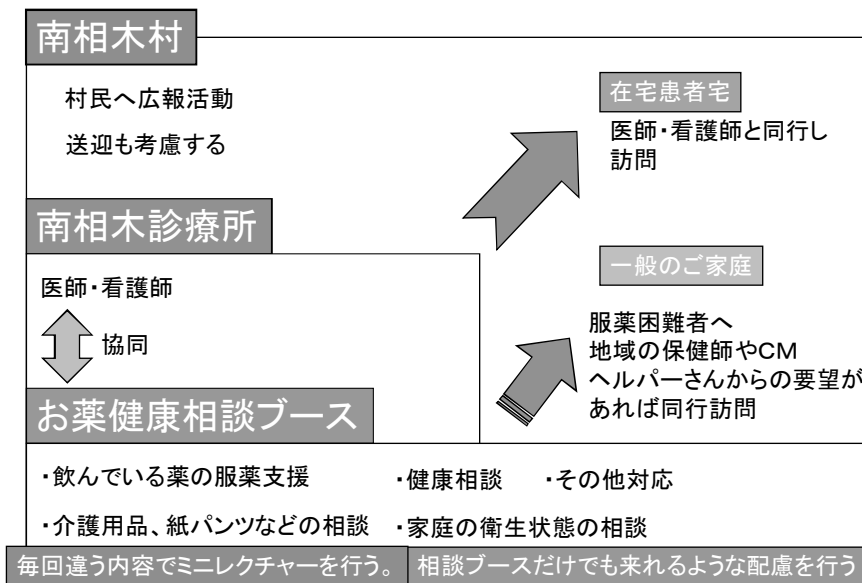 南相木村
村民へ広報活動
送迎も考慮する
在宅患者宅
医師・看護師と同行し
訪問
南相木診療所
医師・看護師
協同
一般のご家庭
服薬困難者へ
地域の保健師やCM
ヘルパーさんからの要望が
あれば同行訪問
お薬健康相談ブース
・飲んでいる薬の服薬支援
・健康相談
・その他対応
・介護用品、紙パンツなどの相談
・家庭の衛生状態の相談
毎回違う内容でミニレクチャーを行う。
相談ブースだけでも来れるような配慮を行う